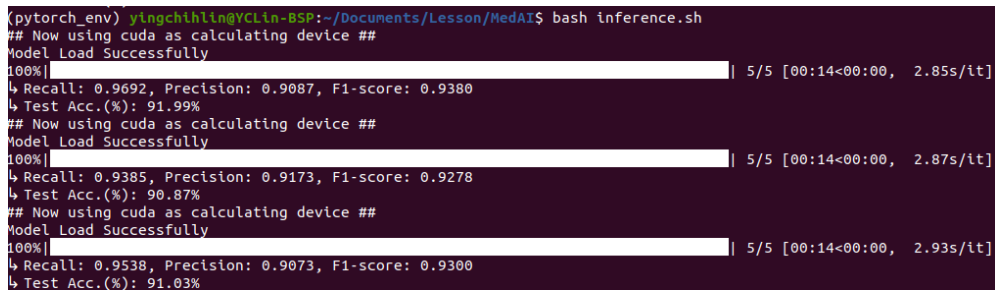 (pytorch_env) yingchihlin@YCLin-BSP:~/Documents/Lesson/MedAI$ bash inference.sh
## Now using cuda as calculating device ##
Model Load Successfully
100%| | 5/5 [00:14<00:00, 2.85s/it]
↳ Recall: 0.9692, Precision: 0.9087, F1-score: 0.9380
↳ Test Acc.(%): 91.99%
## Now using cuda as calculating device ##
Model Load Successfully
100%| | 5/5 [00:14<00:00, 2.87s/it]
↳ Recall: 0.9385, Precision: 0.9173, F1-score: 0.9278
↳ Test Acc.(%): 90.87%
## Now using cuda as calculating device ##
Model Load Successfully
100%| | 5/5 [00:14<00:00, 2.93s/it]
↳ Recall: 0.9538, Precision: 0.9073, F1-score: 0.9300
↳ Test Acc.(%): 91.03%